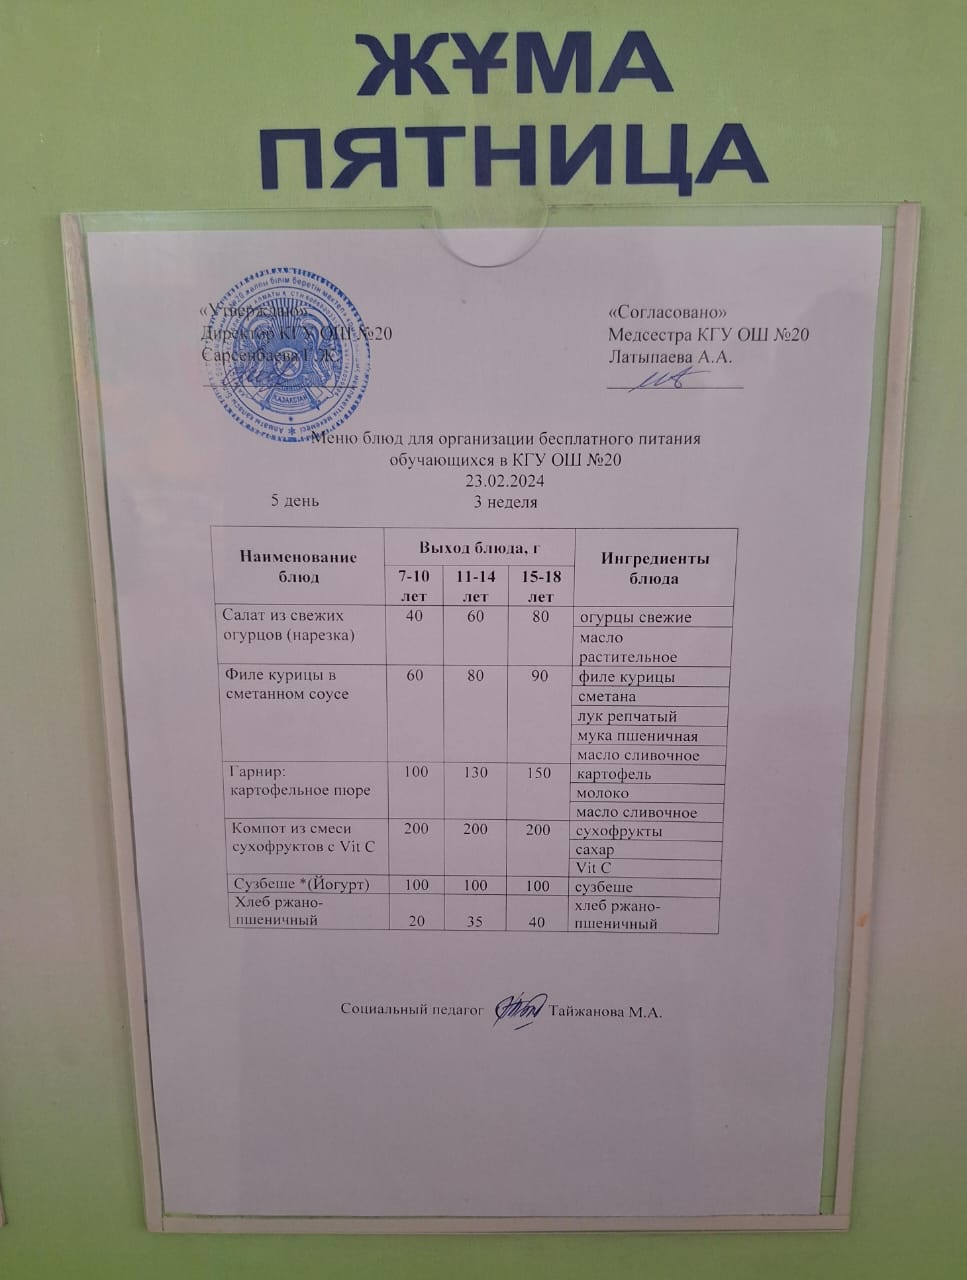 ЖҰМА
ПЯТНИЦА
«Утверждаю»
Директор КГУ ОШ №20
Сарсенбаева Г.Ж.
«Согласовано»
Медсестра КГУ ОШ №20
Латыпаева А.А.
ҚАЗАҚСТАН
Меню блюд для организации бесплатного питания
обучающихся в КГУ ОШ №20
23.02.2024
5 день 3 неделя
Наименование блюд Выход блюда, г Ингредиенты блюда
7-10 лет 11-14 лет 15-18 лет
Салат из свежих огурцов (нарезка) 40 60 80 огурцы свежие
масло растительное
Филе курицы в сметанном соусе 60 80 90 филе курицы
сметана
лук репчатый
мука пшеничная
масло сливочное
Гарнир: картофельное пюре 100 130 150 картофель
молоко
масло сливочное
Компот из смеси сухофруктов с Vit C 200 200 200 сухофрукты
сахар
Vit C
Сузбеше *(Йогурт) 100 100 100 сузбеше
Хлеб ржано-пшеничный 20 35 40 хлеб ржано-пшеничный
Социальный педагог Тайжанова М.А.